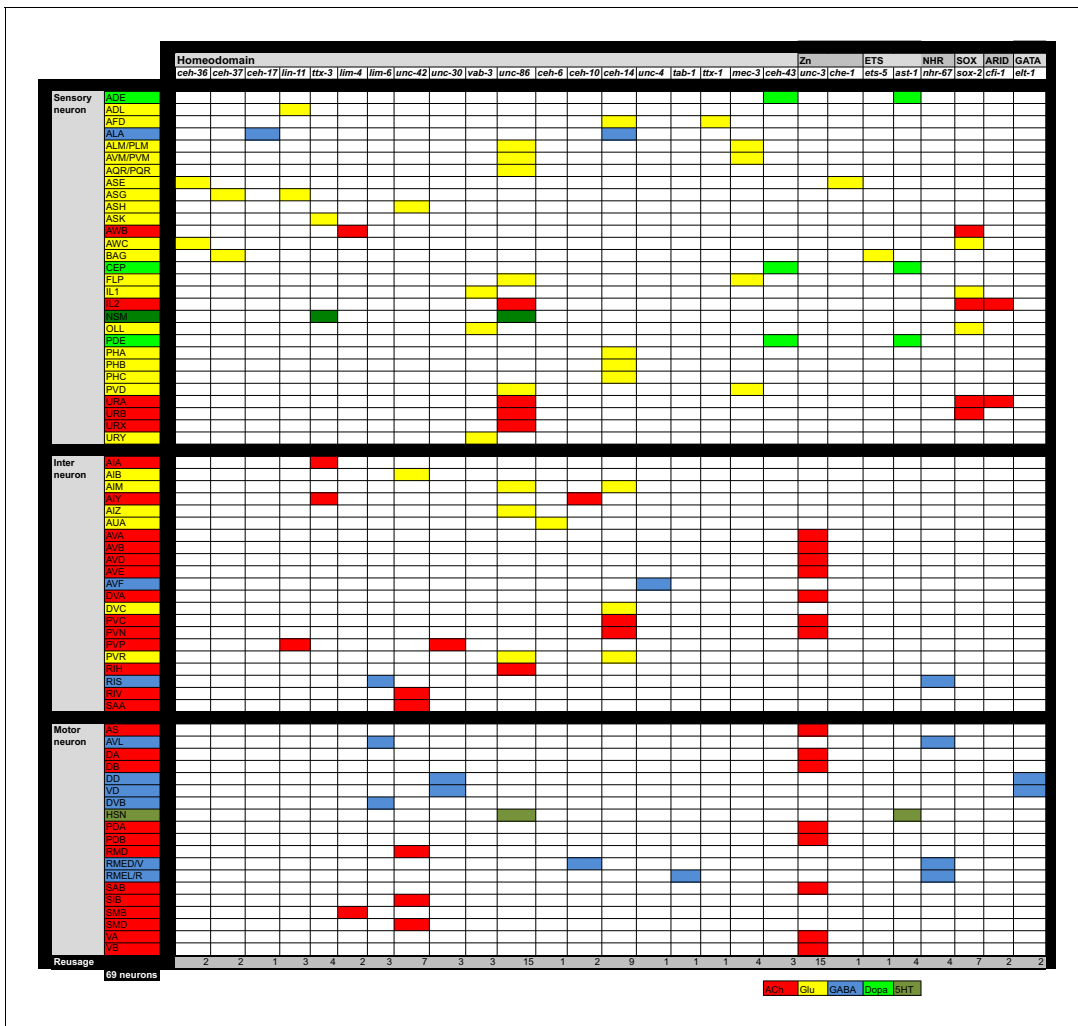 Homeodomain Zn ETS NHR SOX ARID GATA
ceh-36 ceh-37 ceh-17 lin-11 ttx-3 lim-4 lim-6 unc-42 unc-30 vab-3 unc-86 ceh-6 ceh-10 ceh-14 unc-4 tab-1 ttx-1 mec-3 ceh-43 unc-3 che-1 ets-5 ast-1 nhr-67 sox-2 cfi-1 elt-1
Sensory ADE
neuron ADL
AFD
ALA
ALM/PLM
AVM/PVM
AQR/PQR
ASE
ASG
ASH
ASK
AWB
AWC
BAG
CEP
FLP
IL1
IL2
NSM
OLL
PDE
PHA
PHB
PHC
PVD
URA
URB
URX
URY
Inter AIA
neuron AIB
AIM
AIY
AIZ
AUA
AVA
AVB
AVD
AVE
AVF
DVA
DVC
PVC
PVN
PVP
PVR
RIH
RIS
RIV
SAA
Motor AS
neuron AVL
DA
DB
DD
VD
DVB
HSN
PDA
PDB
RMD
RMED/V
RMEL/R
SAB
SIB
SMB
SMD
VA
VB
Reusage 2 2 1 3 4 2 3 7 3 3 15 1 2 9 1 1 1 4 3 15 1 1 4 4 7 2 2
69 neurons
ACh Glu GABA Dopa 5HT